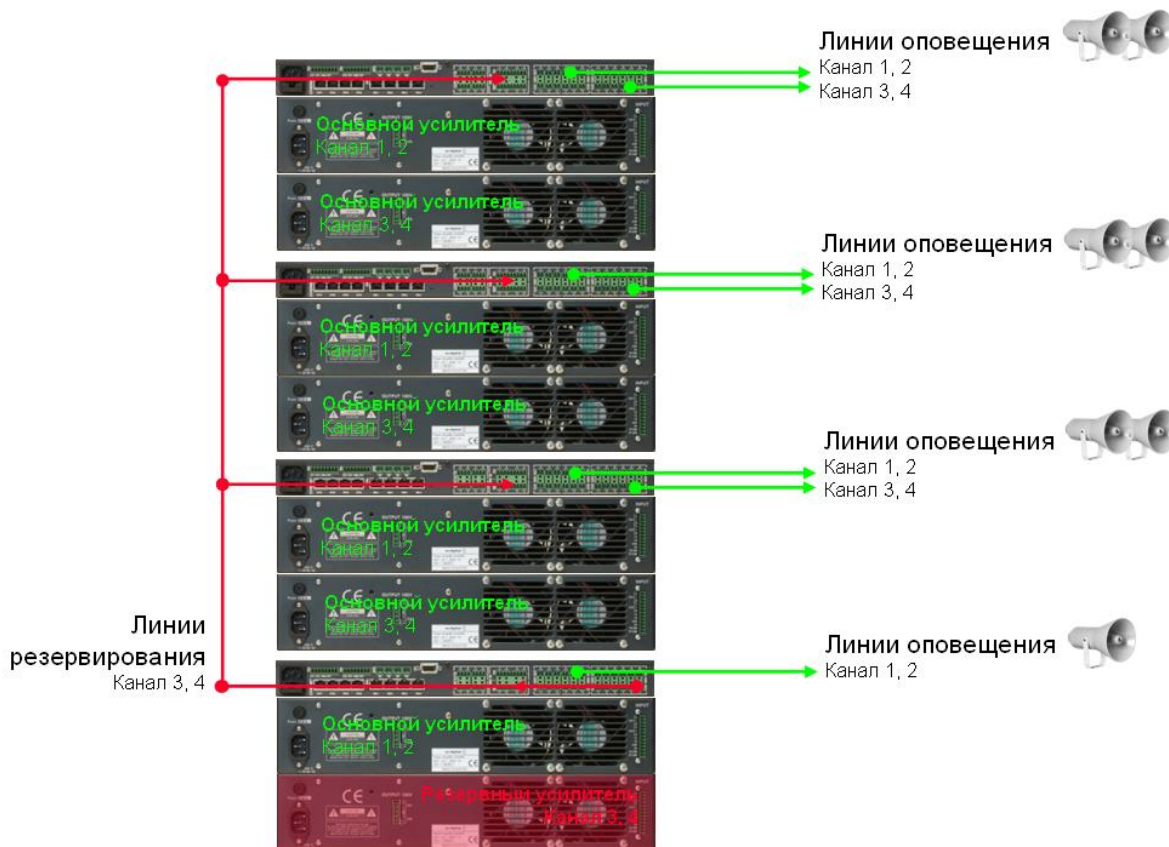 Линии оповещения
Канал 1, 2
Канал 3, 4
Основной усилитель
Канал 1, 2
Основной усилитель
Канал 3, 4
Линии оповещения
Канал 1, 2
Канал 3, 4
Основной усилитель
Канал 1, 2
Основной усилитель
Канал 3, 4
Линии оповещения
Канал 1, 2
Канал 3, 4
Основной усилитель
Канал 1, 2
Основной усилитель
Канал 3, 4
Линии
резервирования
Канал 3, 4
Линии оповещения
Канал 1, 2
Основной усилитель
Канал 1, 2
Резервный усилитель
Канал 3, 4